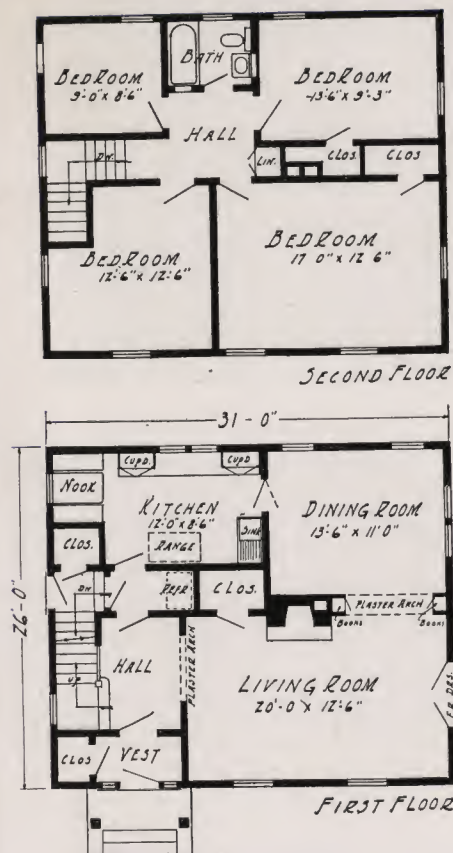 BEDROOM
9'-0" x 8'-6"
BATH
BEDROOM
13'-6" x 9'-3"
HALL
DN.
LIN.
CLOS.
CLOS.
BEDROOM
12'-6" x 12'-6"
BEDROOM
17'-0" x 12'-6"
SECOND FLOOR
31'-0"
26'-0"
CUPD.
CUPD.
NOOK
KITCHEN
12'-0" x 8'-6"
SINK
RANGE
DINING ROOM
13'-6" x 11'-0"
CLOS.
DN
REFR.
CLOS.
PLASTER ARCH
BOOKS
BOOKS
HALL
UP
PLASTER ARCH
LIVING ROOM
20'-0" x 12'-6"
FR. DRS.
CLOS
VEST
FIRST FLOOR